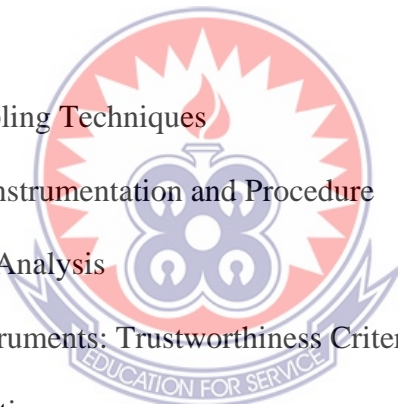 ling Techniques
nstrumentation and Procedure
Analysis
ruments: Trustworthiness Criter
EDUCATION FOR SERVICE